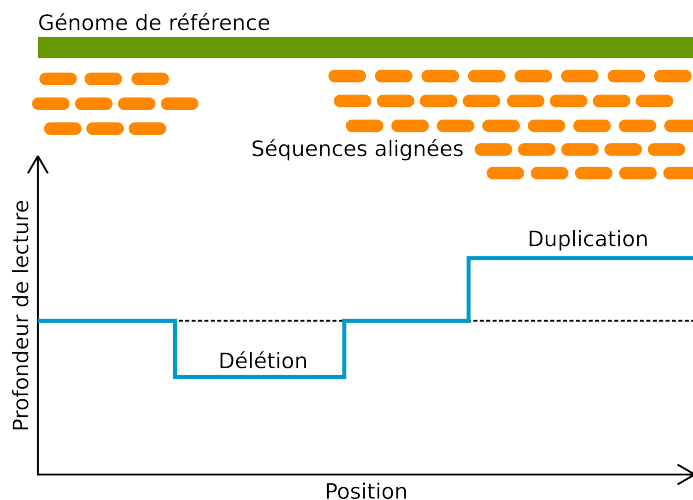 Génome de référence
Séquences alignées
Profondeur de lecture
Duplication
Délétion
Position